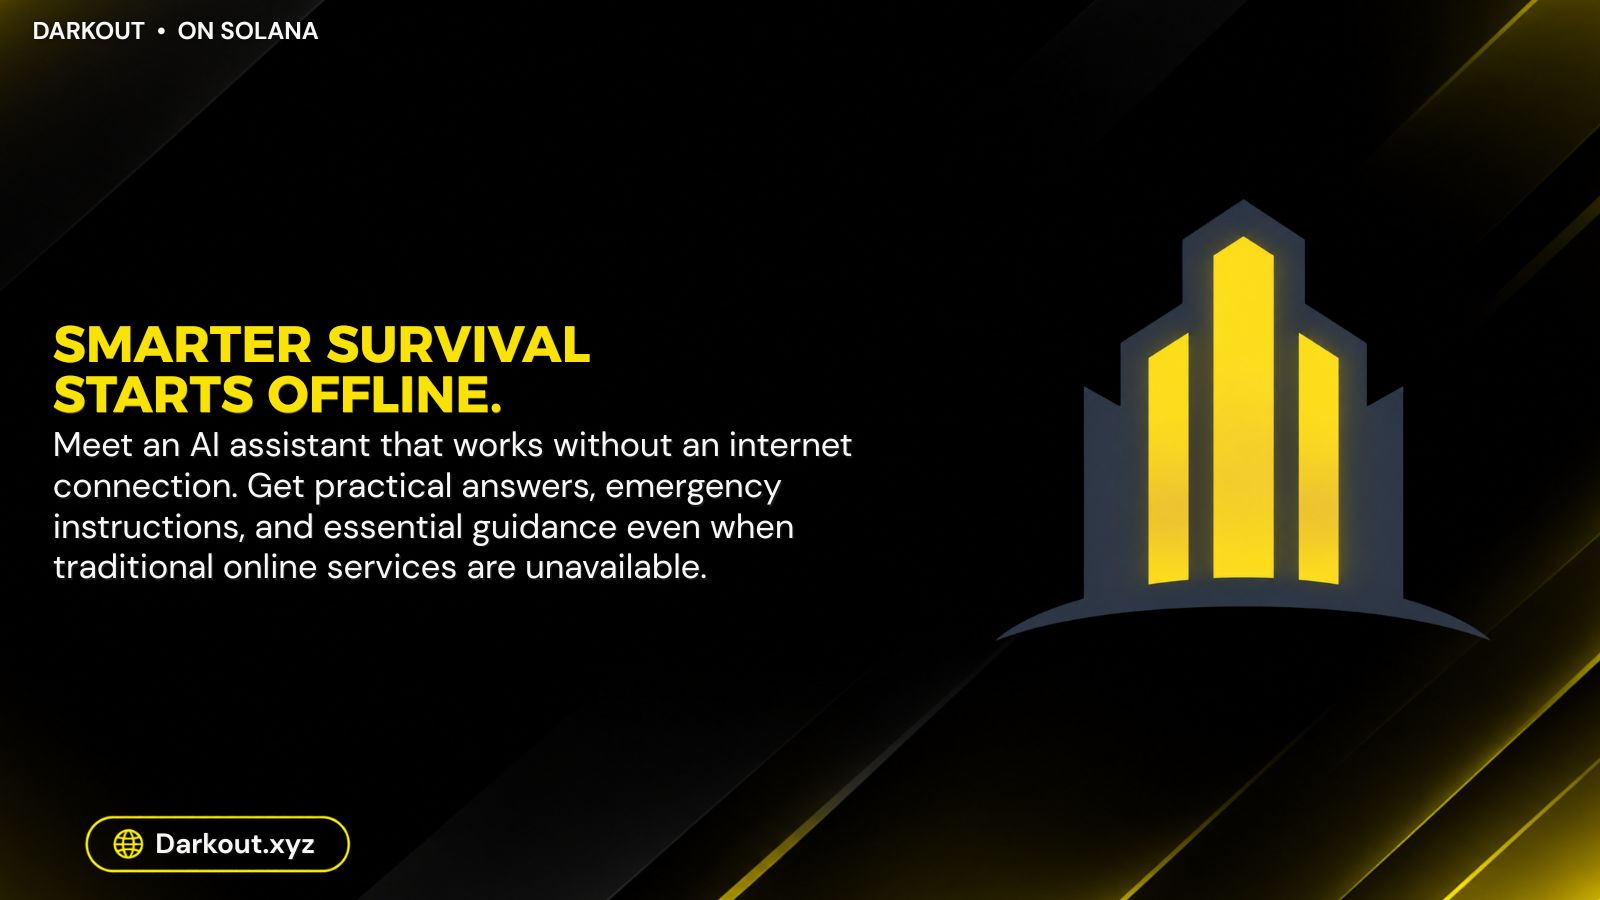 DARKOUT • ON SOLANA
SMARTER SURVIVAL
STARTS OFFLINE.
Meet an AI assistant that works without an internet
connection. Get practical answers, emergency
instructions, and essential guidance even when
traditional online services are unavailable.
Darkout.xyz